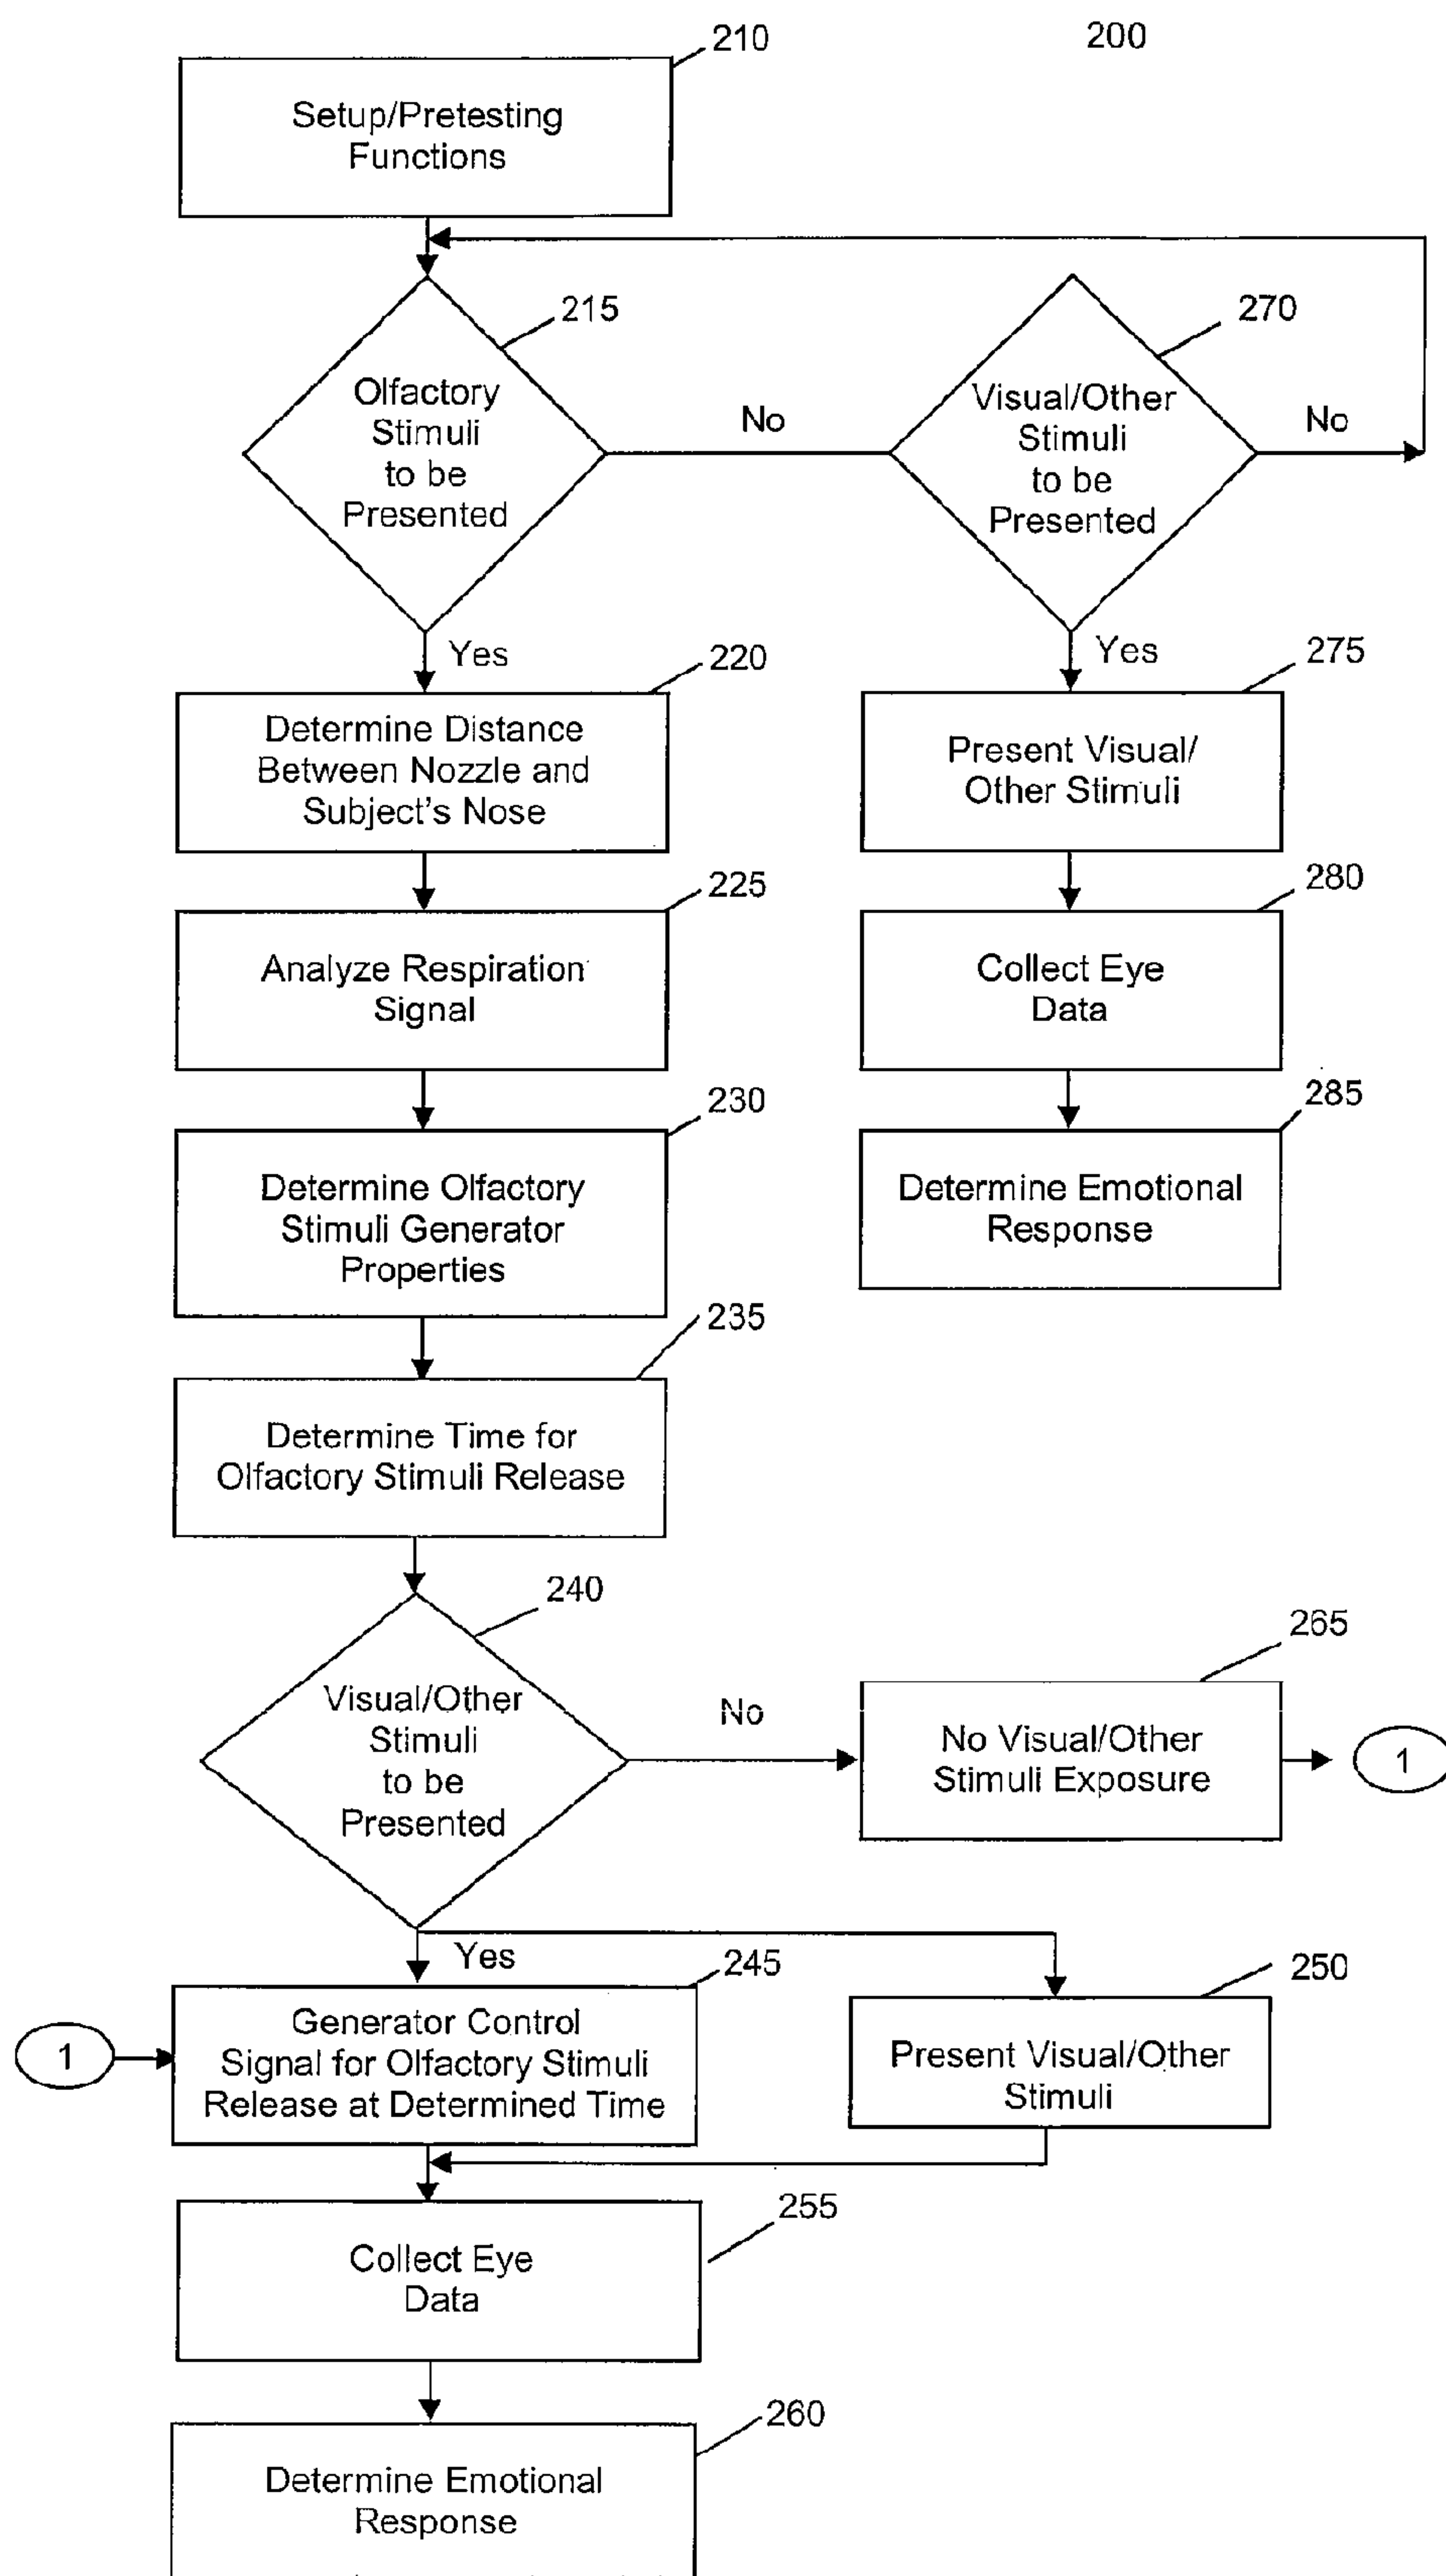 210
200
Setup/Pretesting
Functions
215
270
Olfactory
Stimuli
to be
Presented
No
Visual/Other
Stimuli
to be
Presented
No
Yes
220
Yes
275
Determine Distance
Between Nozzle and
Subject's Nose
Present Visual/
Other Stimuli
225
280
Analyze Respiration
Signal
Collect Eye
Data
230
285
Determine Olfactory
Stimuli Generator
Properties
Determine Emotional
Response
235
Determine Time for
Olfactory Stimuli Release
240
265
Visual/Other
Stimuli
to be
Presented
No
No Visual/Other
Stimuli Exposure
1
Yes
245
250
1
Generator Control
Signal for Olfactory Stimuli
Release at Determined Time
Present Visual/Other
Stimuli
255
Collect Eye
Data
260
Determine Emotional
Response